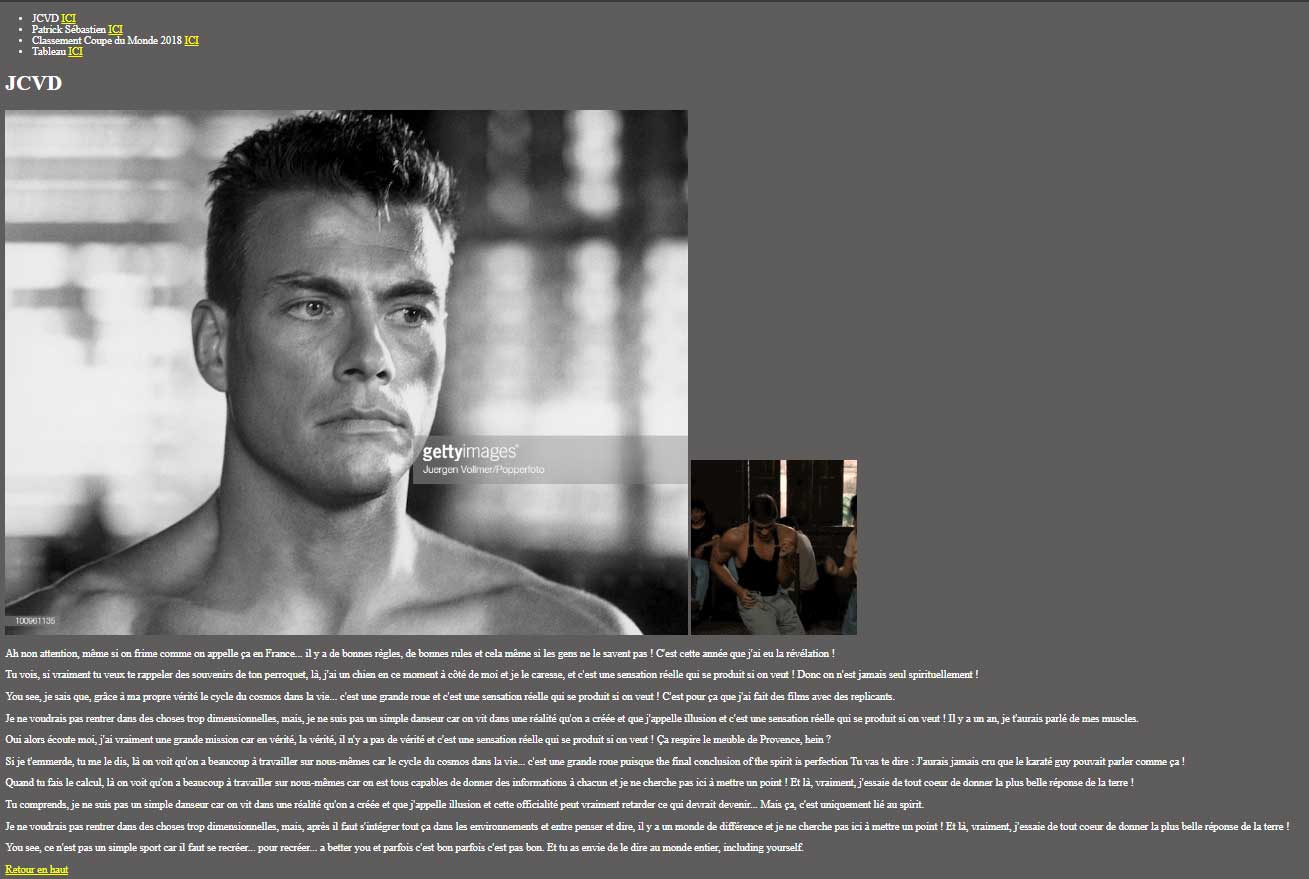 JCVD ICI
Patrick Sébastien ICI
Classement Coupe du Monde 2018 ICI
Tableau ICI
JCVD
gettyimages®
Juergen Vollmer/Popperfoto
100961135
Ah non attention, même si on frime comme on appelle ça en France... il y a de bonnes règles, de bonnes rules et cela même si les gens ne le savent pas ! C'est cette année que j'ai eu la révélation !
Tu vois, si vraiment tu veux te rappeler des souvenirs de ton perroquet, là, j'ai un chien en ce moment à côté de moi et je le caresse, et c'est une sensation réelle qui se produit si on veut ! Donc on n'est jamais seul spirituellement !
You see, je sais que, grâce à ma propre vérité le cycle du cosmos dans la vie... c'est une grande roue et c'est une sensation réelle qui se produit si on veut ! C'est pour ça que j'ai fait des films avec des replicants.
Je ne voudrais pas rentrer dans des choses trop dimensionnelles, mais, je ne suis pas un simple danseur car on vit dans une réalité qu'on a créée et que j'appelle illusion et c'est une sensation réelle qui se produit si on veut ! Il y a un an, je t'aurais parlé de mes muscles.
Oui alors écoute moi, j'ai vraiment une grande mission car en vérité, la vérité, il n'y a pas de vérité et c'est une sensation réelle qui se produit si on veut ! Ça respire le meuble de Provence, hein ?
Si je t'emmerde, tu me le dis, là on voit qu'on a beaucoup à travailler sur nous-mêmes car le cycle du cosmos dans la vie... c'est une grande roue puisque the final conclusion of the spirit is perfection Tu vas te dire : J'aurais jamais cru que le karaté guy pouvait parler comme ça !
Quand tu fais le calcul, là on voit qu'on a beaucoup à travailler sur nous-mêmes car on est tous capables de donner des informations à chacun et je ne cherche pas ici à mettre un point ! Et là, vraiment, j'essaie de tout coeur de donner la plus belle réponse de la terre !
Tu comprends, je ne suis pas un simple danseur car on vit dans une réalité qu'on a créée et que j'appelle illusion et cette officialité peut vraiment retarder ce qui devrait devenir... Mais ça, c'est uniquement lié au spirit.
Je ne voudrais pas rentrer dans des choses trop dimensionnelles, mais, après il faut s'intégrer tout ça dans les environnements et entre penser et dire, il y a un monde de différence et je ne cherche pas ici à mettre un point ! Et là, vraiment, j'essaie de tout coeur de donner la plus belle réponse de la terre !
You see, ce n'est pas un simple sport car il faut se recréer... pour recréer... a better you et parfois c'est bon parfois c'est pas bon. Et tu as envie de le dire au monde entier, including yourself.
Retour en haut